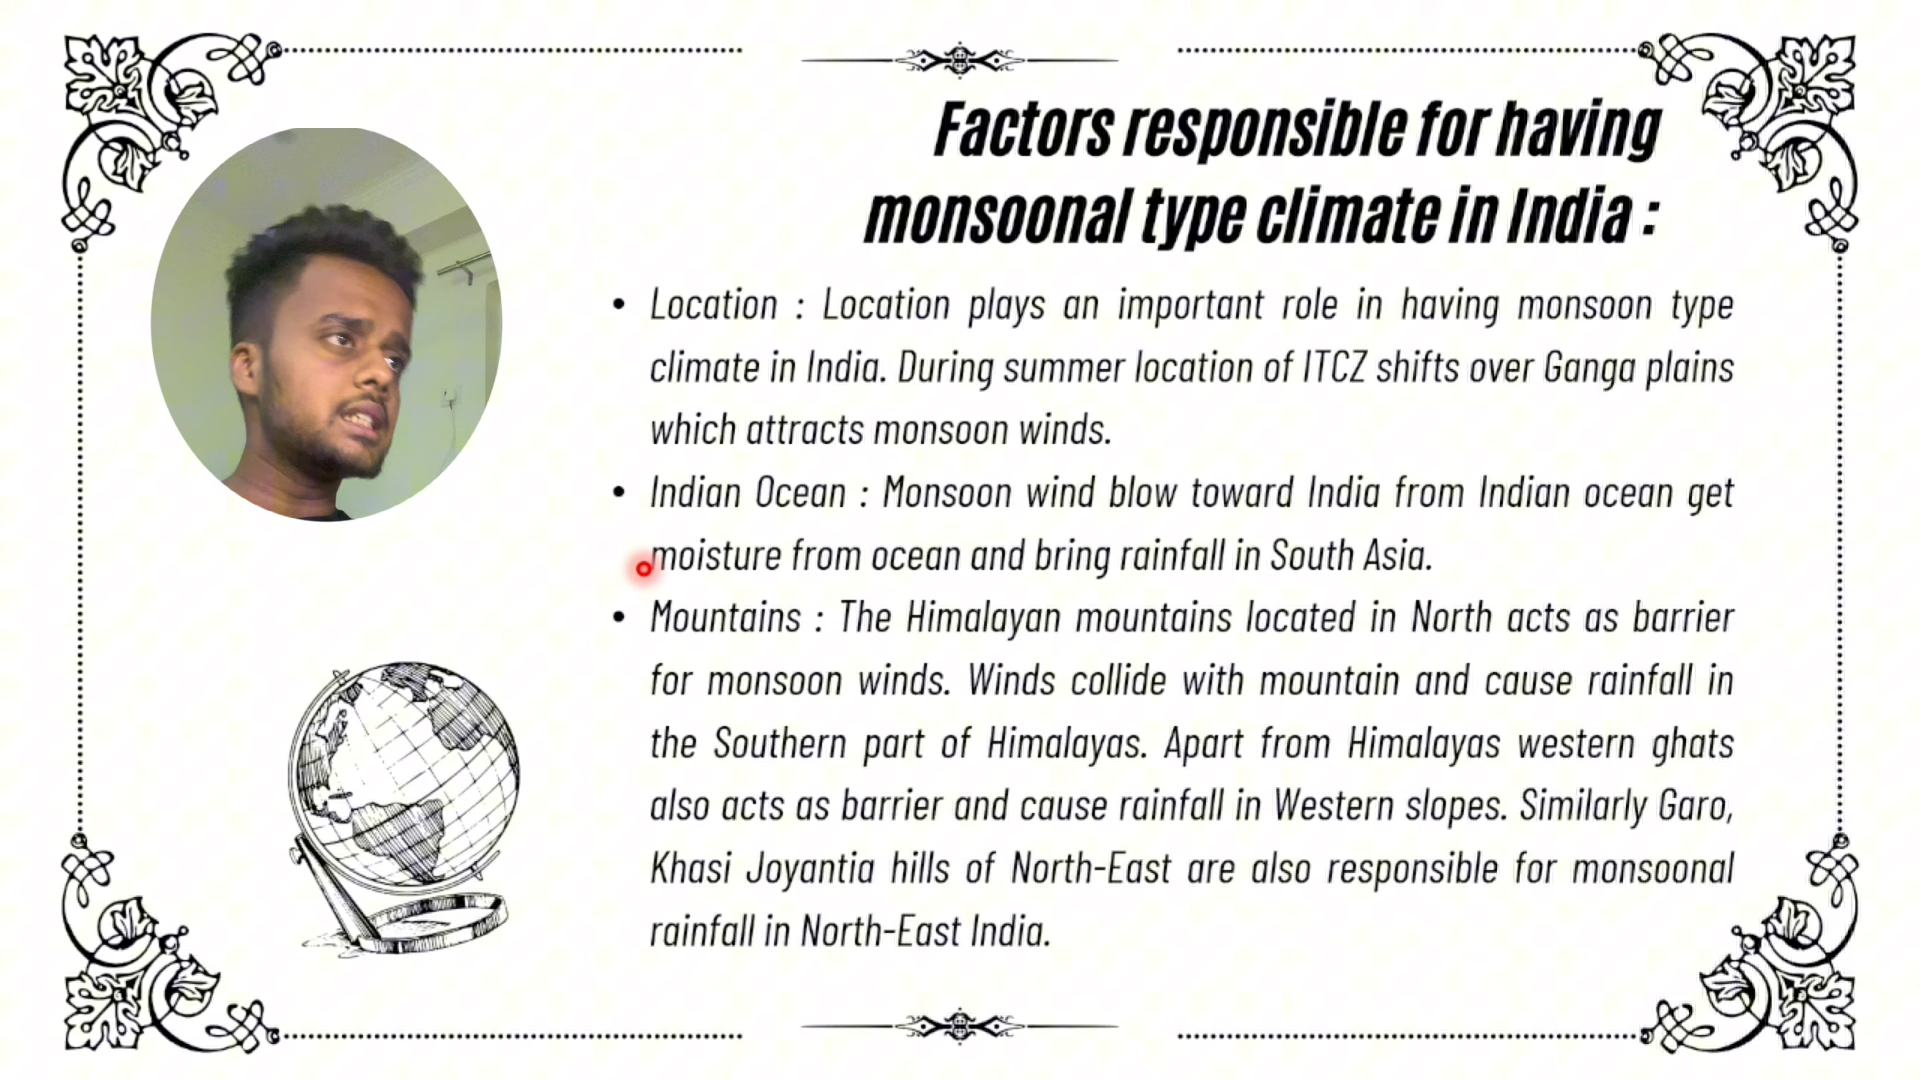 Factors responsible for having
monsoonal type climate in India :
• Location : Location plays an important role in having monsoon type
climate in India. During summer location of ITCZ shifts over Ganga plains
which attracts monsoon winds.
• Indian Ocean : Monsoon wind blow toward India from Indian ocean get
moisture from ocean and bring rainfall in South Asia.
• Mountains : The Himalayan mountains located in North acts as barrier
for monsoon winds. Winds collide with mountain and cause rainfall in
the Southern part of Himalayas. Apart from Himalayas western ghats
also acts as barrier and cause rainfall in Western slopes. Similarly Garo,
Khasi Joyantia hills of North-East are also responsible for monsoonal
rainfall in North-East India.